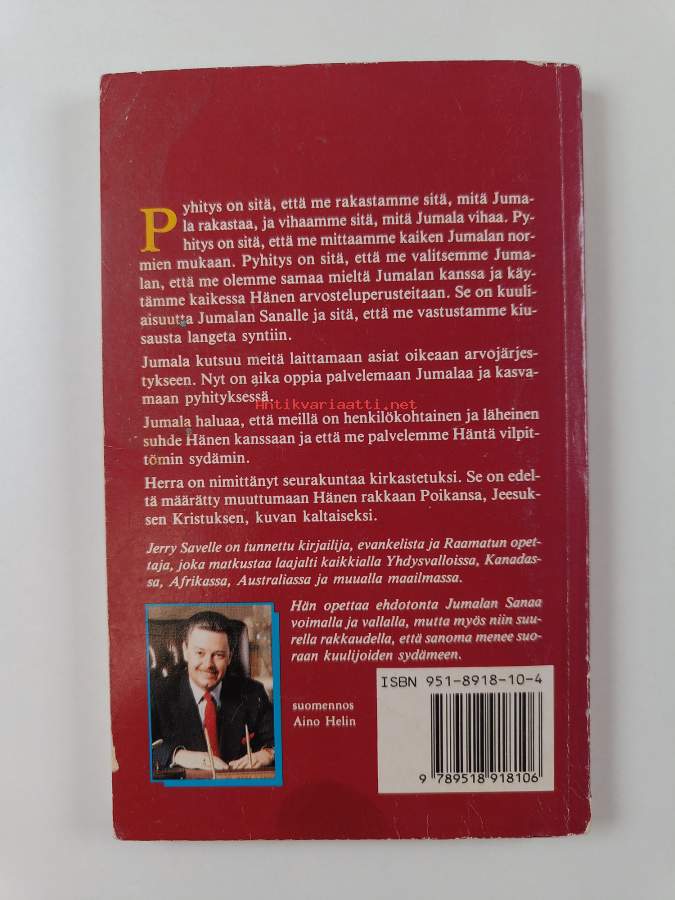 Pyhitys on sitä, että me rakastamme sitä, mitä Juma-
la rakastaa, ja vihaamme sitä, mitä Jumala vihaa. Py-
hitys on sitä, että me mittaamme kaiken Jumalan nor-
mien mukaan. Pyhitys on sitä, että me valitsemme Juma-
lan, että me olemme samaa mieltä Jumalan kanssa ja käy-
tämme kaikessa Hänen arvosteluperusteitaan. Se on kuuli-
aisuutta Jumalan Sanalle ja sitä, että me vastustamme kiu-
sausta langeta syntiin.
Jumala kutsuu meitä laittamaan asiat oikeaan arvojärjes-
tykseen. Nyt on aika oppia palvelemaan Jumalaa ja kasva-
maan pyhityksessä.
Antikvariaatti.net
Jumala haluaa, että meillä on henkilökohtainen ja läheinen
suhde Hänen kanssaan ja että me palvelemme Häntä vilpit-
tömin sydämin.
Herra on nimittänyt seurakuntaa kirkastetuksi. Se on edel-
tä määrätty muuttumaan Hänen rakkaan Poikansa, Jeesuk-
sen Kristuksen, kuvan kaltaiseksi.
Jerry Savelle on tunnettu kirjailija, evankelista ja Raamatun opet-
taja, joka matkustaa laajalti kaikkialla Yhdysvalloissa, Kanadas-
sa, Afrikassa, Australiassa ja muualla maailmassa.
Hän opettaa ehdotonta Jumalan Sanaa
voimalla ja vallalla, mutta myös niin suu-
rella rakkaudella, että sanoma menee suo-
raan kuulijoiden sydämeen.
suomennos
Aino Helin
ISBN 951-8918-10-4
9 789518 918106